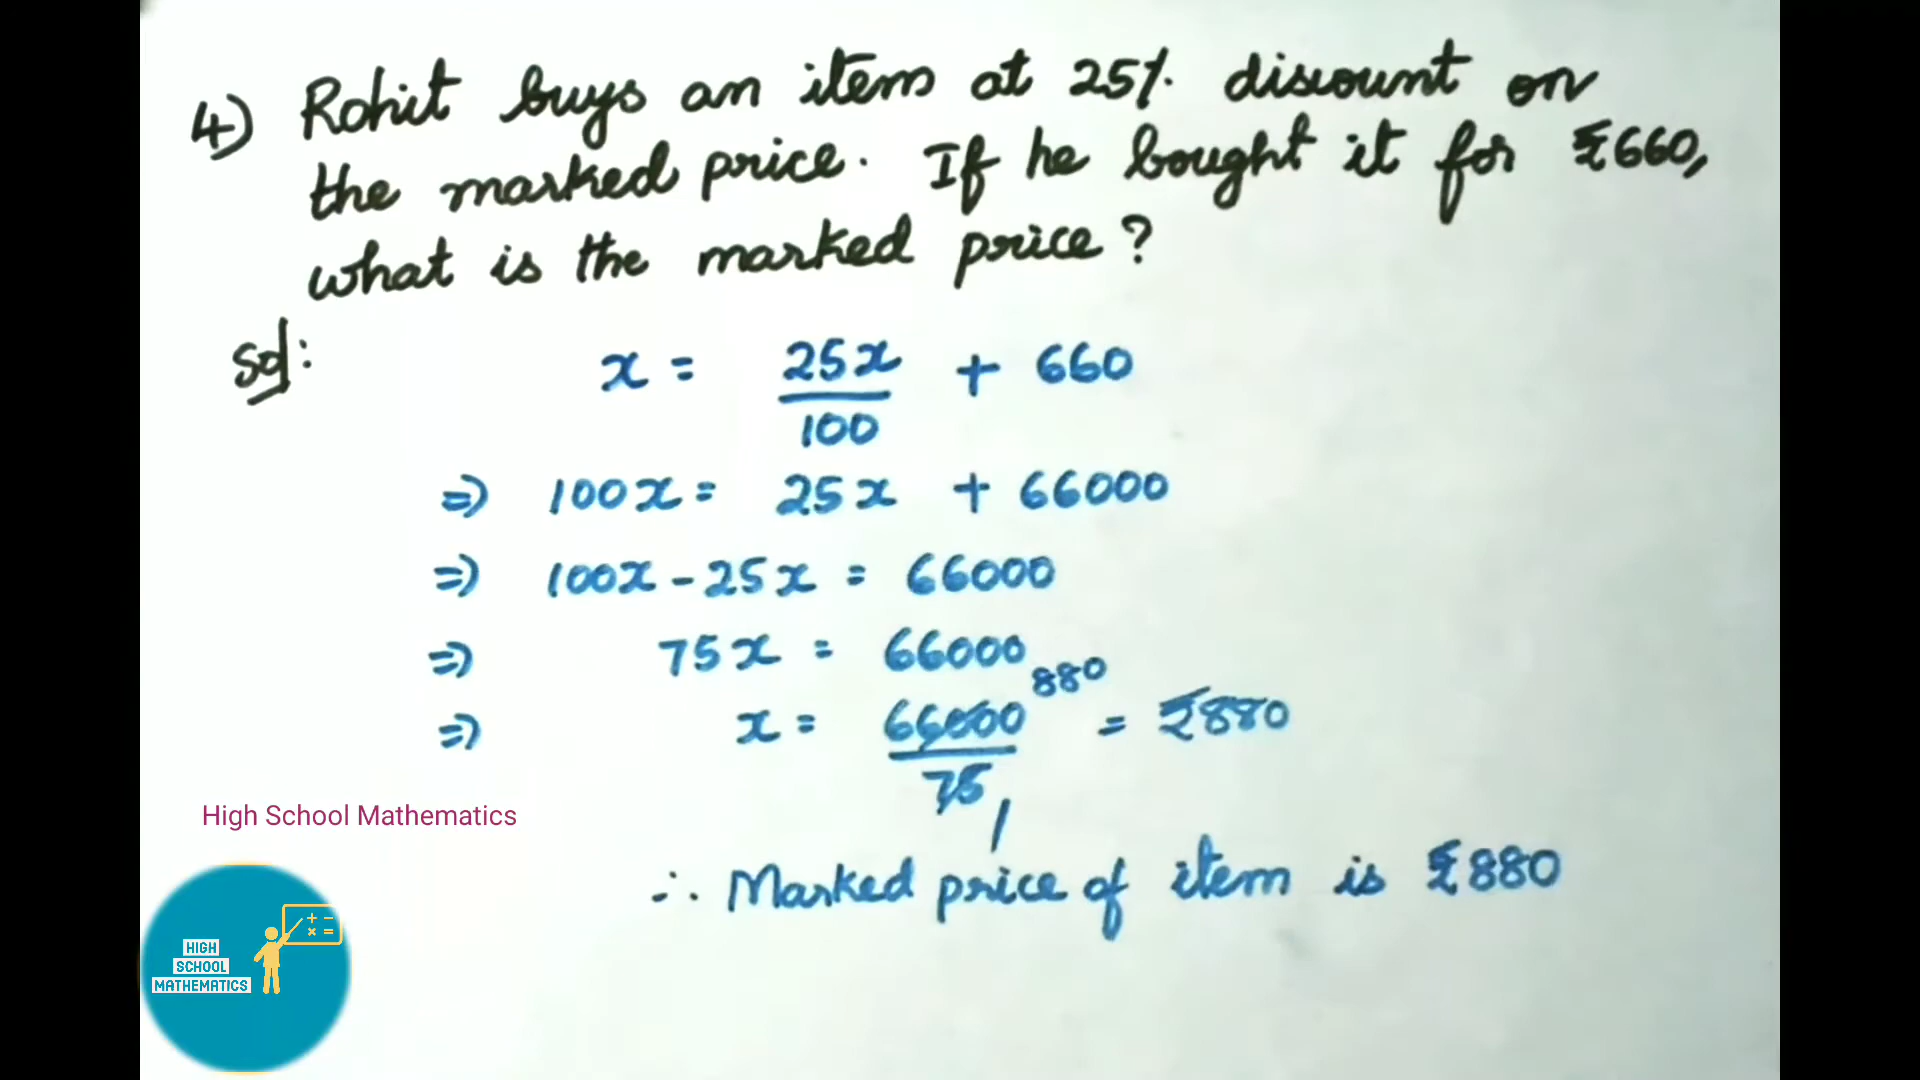 4) Rohit buys an item at 25% discount on
the marked price. If he bought it for ₹660,
what is the marked price?
Sol:
x = 25x/100 + 660
⇒ 100x = 25x + 66000
⇒ 100x - 25x = 66000
⇒ 75x = 66000
⇒ x = 66000/75 = ₹880
880
1
∴ Marked price of item is ₹880
High School Mathematics
+ -
× =
HIGH
SCHOOL
MATHEMATICS